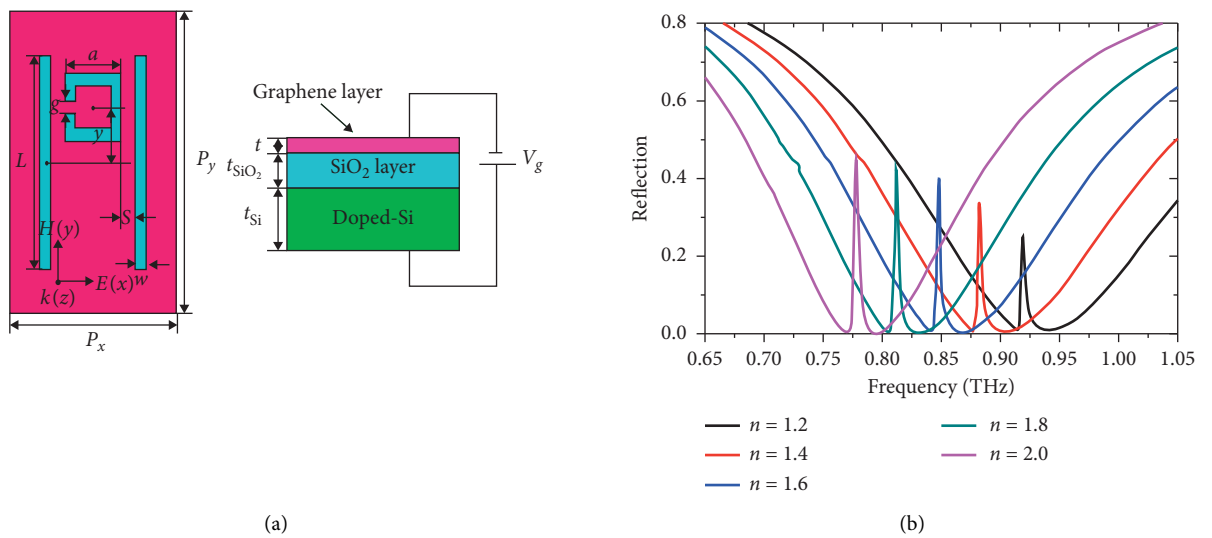 a
g
y
L
S
H(y)
E(x)
w
k(z)
P_y
P_x
Graphene layer
t
t_SiO₂
SiO₂ layer
V_g
t_Si
Doped-Si
(a)
0.8
0.6
0.4
0.2
0.0
Reflection
0.65 0.70 0.75 0.80 0.85 0.90 0.95 1.00 1.05
Frequency (THz)
n = 1.2
n = 1.4
n = 1.6
n = 1.8
n = 2.0
(b)